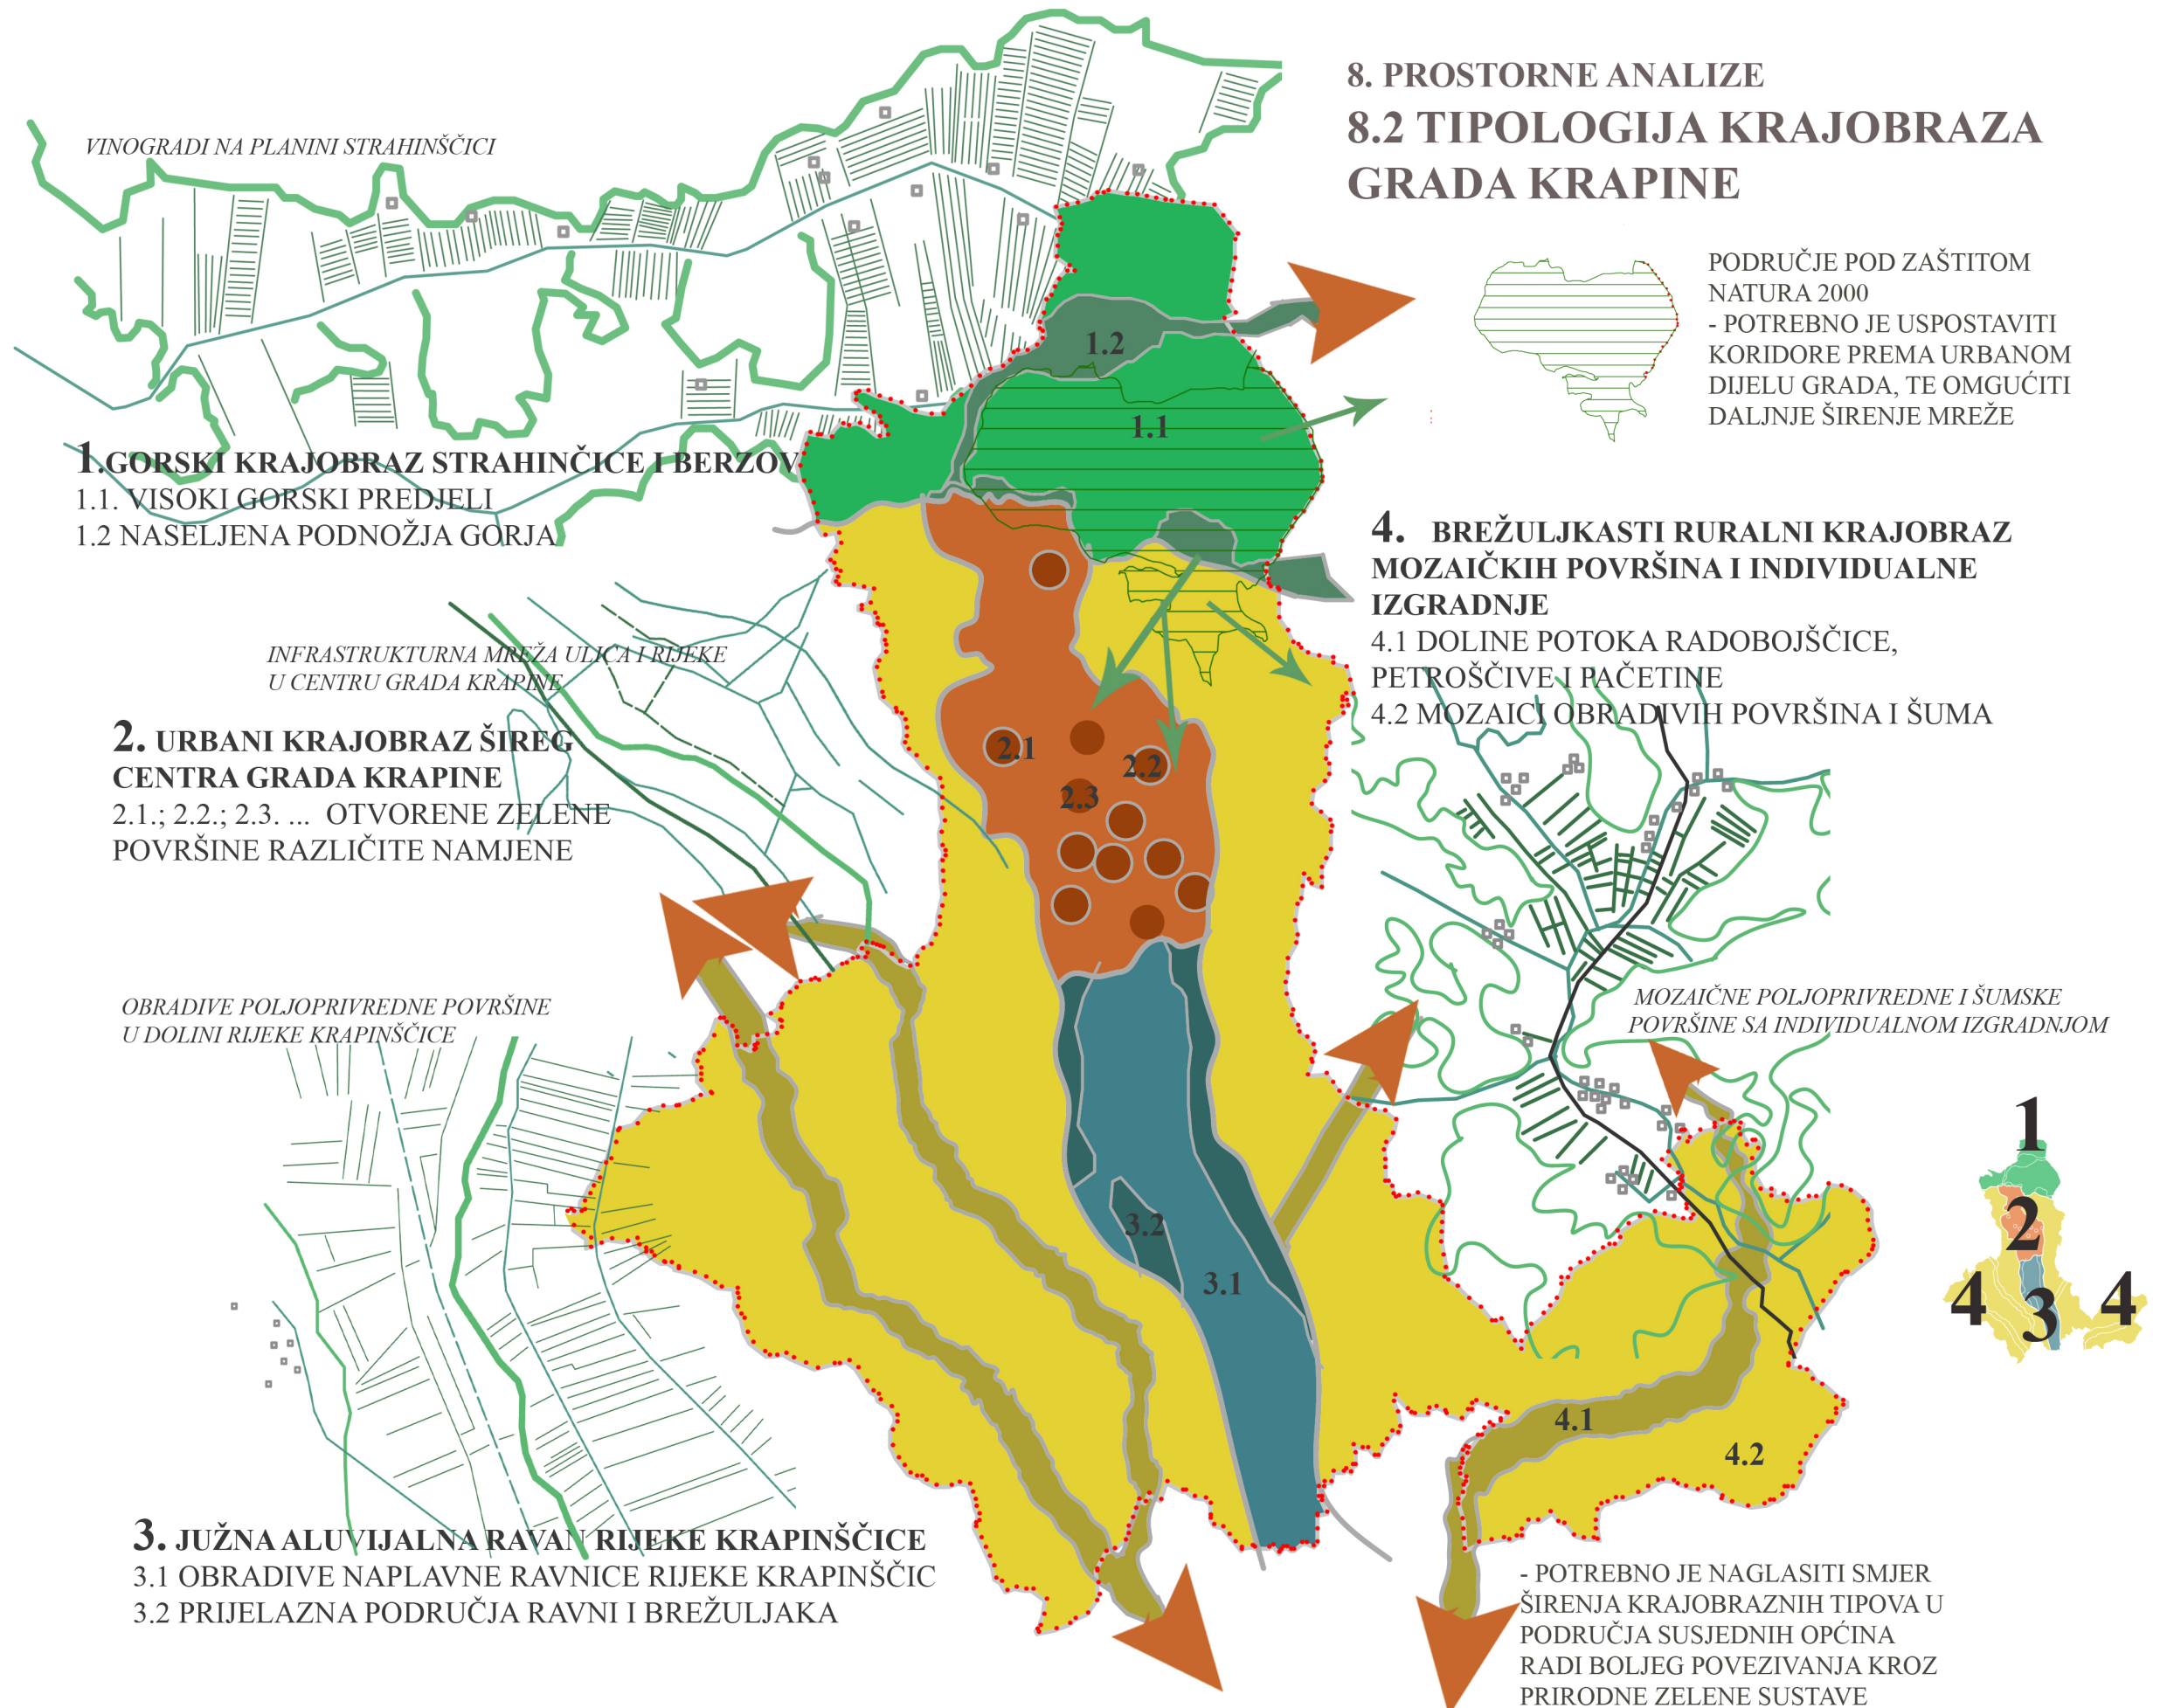 8. PROSTORNE ANALIZE
8.2 TIPOLOGIJA KRAJOBRAZA
GRADA KRAPINE
VINOGRADI NA PLANINI STRAHINŠČICI
PODRUČJE POD ZAŠTITOM
NATURA 2000
- POTREBNO JE USPOSTAVITI
KORIDORE PREMA URBANOM
DIJELU GRADA, TE OMGUĆITI
DALJNJE ŠIRENJE MREŽE
1.GORSKI KRAJOBRAZ STRAHINČICE I BERZOV
1.1. VISOKI GORSKI PREDJELI
1.2 NASELJENA PODNOŽJA GORJA
1.2
1.1
4. BREŽULJKASTI RURALNI KRAJOBRAZ
MOZAIČKIH POVRŠINA I INDIVIDUALNE
IZGRADNJE
4.1 DOLINE POTOKA RADOBOJŠČICE,
PETROŠČIVE I PAČETINE
4.2 MOZAICI OBRADIVIH POVRŠINA I ŠUMA
INFRASTRUKTURNA MREŽA ULICA I RIJEKE
U CENTRU GRADA KRAPINE
2. URBANI KRAJOBRAZ ŠIREG
CENTRA GRADA KRAPINE
2.1.; 2.2.; 2.3. ... OTVORENE ZELENE
POVRŠINE RAZLIČITE NAMJENE
2.1
2.2
2.3
OBRADIVE POLJOPRIVREDNE POVRŠINE
U DOLINI RIJEKE KRAPINŠČICE
MOZAIČNE POLJOPRIVREDNE I ŠUMSKE
POVRŠINE SA INDIVIDUALNOM IZGRADNJOM
1
2
4
3
4
3.2
3.1
4.1
4.2
3. JUŽNA ALUVIJALNA RAVAN RIJEKE KRAPINŠČICE
3.1 OBRADIVE NAPLAVNE RAVNICE RIJEKE KRAPINŠČIC
3.2 PRIJELAZNA PODRUČJA RAVNI I BREŽULJAKA
- POTREBNO JE NAGLASITI SMJER
ŠIRENJA KRAJOBRAZNIH TIPOVA U
PODRUČJA SUSJEDNIH OPĆINA
RADI BOLJEG POVEZIVANJA KROZ
PRIRODNE ZELENE SUSTAVE